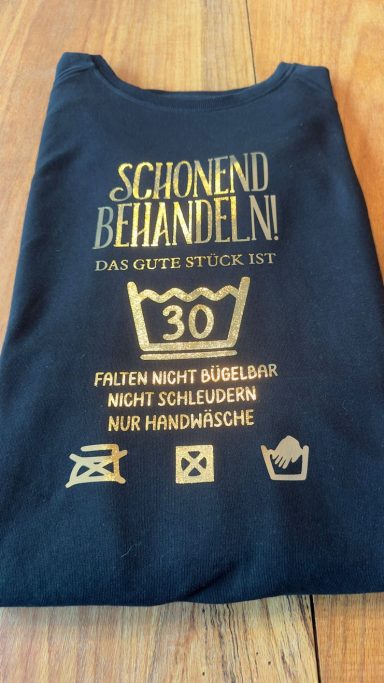 SCHONEND
BEHANDELN!
DAS GUTE STÜCK IST
30
FALTEN NICHT BÜGELBAR
NICHT SCHLEUDERN
NUR HANDWÄSCHE